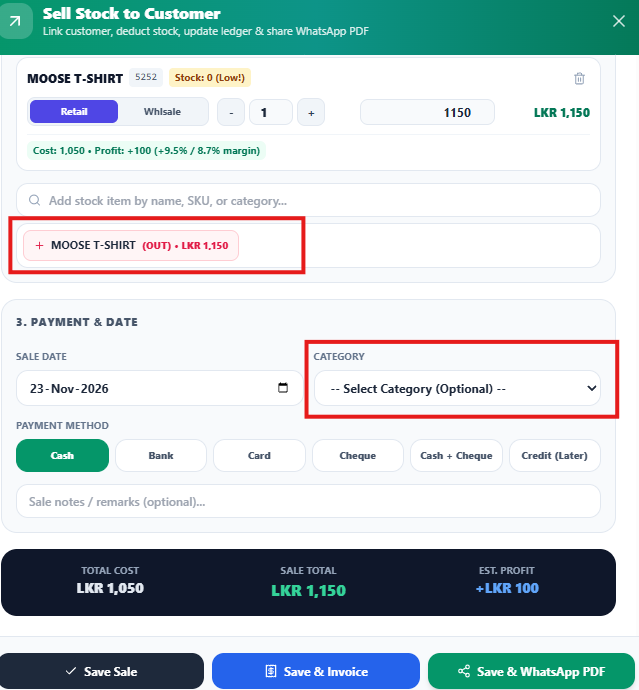 Sell Stock to Customer
Link customer, deduct stock, update ledger & share WhatsApp PDF
MOOSE T-SHIRT 5252 Stock: 0 (Low!)
Retail Whlsale - 1 + 1150 LKR 1,150
Cost: 1,050 • Profit: +100 (+9.5% / 8.7% margin)
Add stock item by name, SKU, or category...
+ MOOSE T-SHIRT (OUT) • LKR 1,150
3. PAYMENT & DATE
SALE DATE CATEGORY
23-Nov-2026 -- Select Category (Optional) --
PAYMENT METHOD
Cash Bank Card Cheque Cash + Cheque Credit (Later)
Sale notes / remarks (optional)...
TOTAL COST SALE TOTAL EST. PROFIT
LKR 1,050 LKR 1,150 +LKR 100
Save Sale Save & Invoice Save & WhatsApp PDF